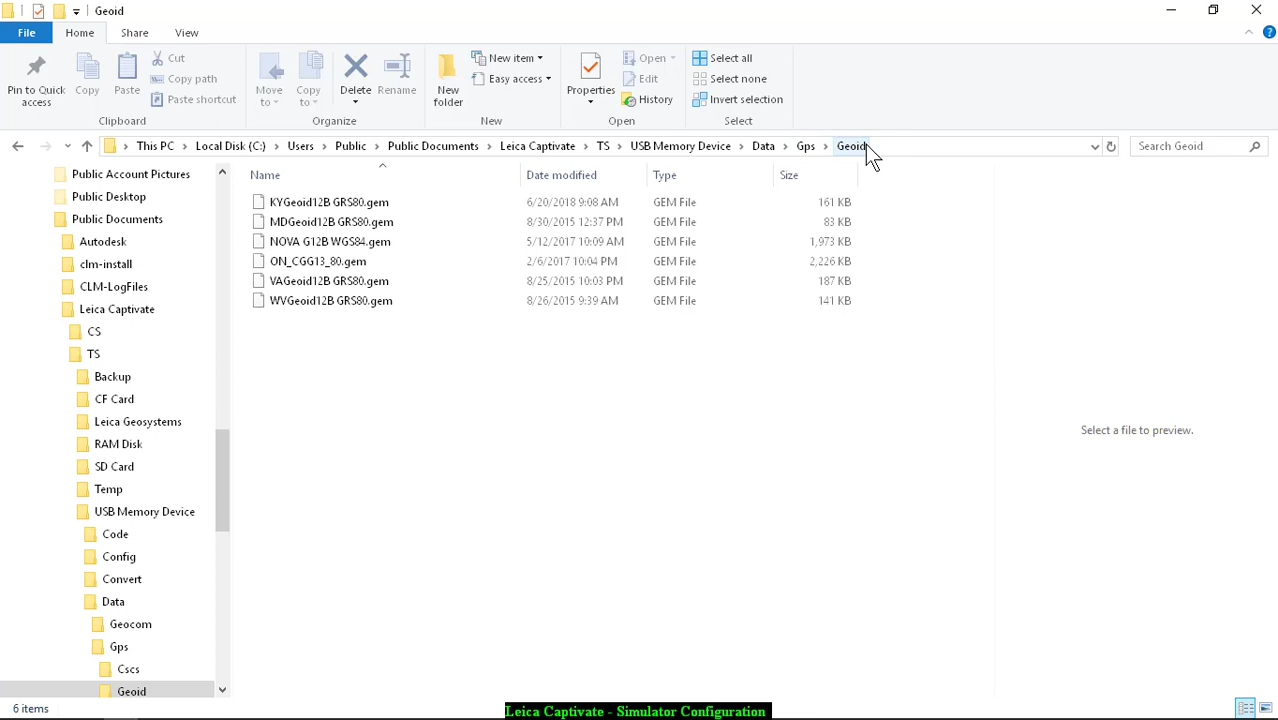 Geoid
File Home Share View
Pin to Quick access
Copy
Paste
Cut
Copy path
Paste shortcut
Clipboard
Move to
Copy to
Delete
Rename
Organize
New folder
New item
Easy access
New
Properties
Open
Edit
History
Open
Select all
Select none
Invert selection
Select
This PC > Local Disk (C:) > Users > Public > Public Documents > Leica Captivate > TS > USB Memory Device > Data > Gps > Geoid
Search Geoid
Public Account Pictures
Public Desktop
Public Documents
Autodesk
clm-install
CLM-LogFiles
Leica Captivate
CS
TS
Backup
CF Card
Leica Geosystems
RAM Disk
SD Card
Temp
USB Memory Device
Code
Config
Convert
Data
Geocom
Gps
Cscs
Geoid
Name Date modified Type Size
KYGeoid12B GRS80.gem 6/20/2018 9:08 AM GEM File 161 KB
MDGeoid12B GRS80.gem 8/30/2015 12:37 PM GEM File 83 KB
NOVA G12B WGS84.gem 5/12/2017 10:09 AM GEM File 1,973 KB
ON_CGG13_80.gem 2/6/2017 10:04 PM GEM File 2,226 KB
VAGeoid12B GRS80.gem 8/25/2015 10:03 PM GEM File 187 KB
WVGeoid12B GRS80.gem 8/26/2015 9:39 AM GEM File 141 KB
Select a file to preview.
6 items
Leica Captivate - Simulator Configuration